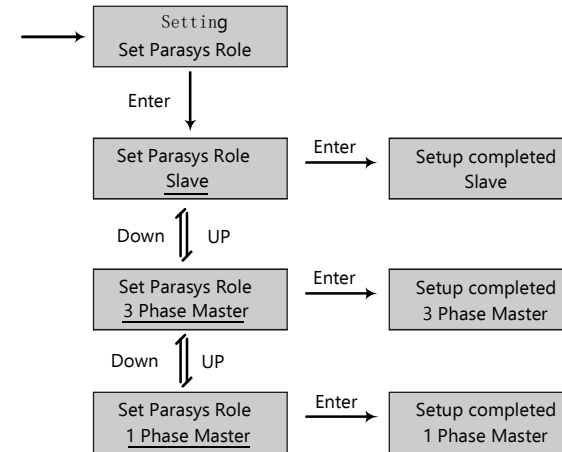 Setting
Set Parasys Role
Enter
Set Parasys Role
Slave
Enter
Setup completed
Slave
Down
UP
Set Parasys Role
3 Phase Master
Enter
Setup completed
3 Phase Master
Down
UP
Set Parasys Role
1 Phase Master
Enter
Setup completed
1 Phase Master